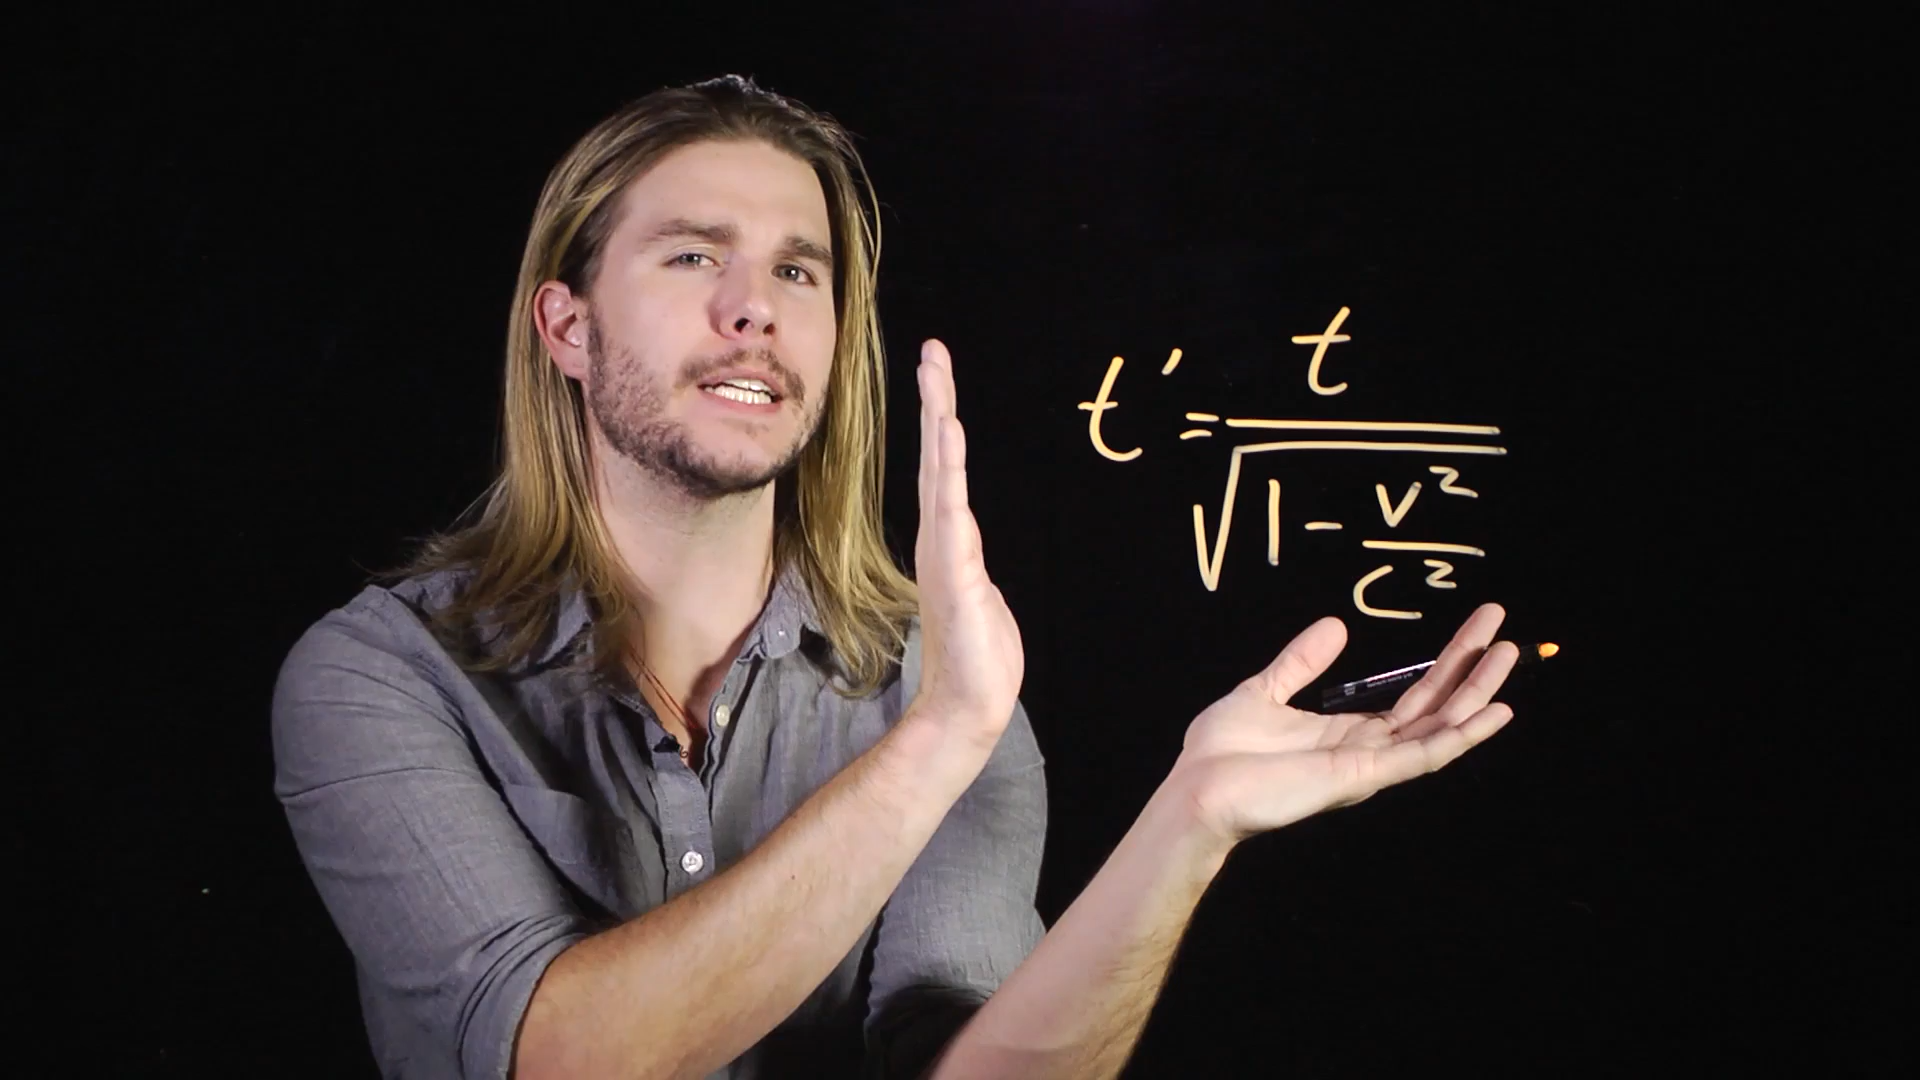 t' = t / √(1 - v²/c²)